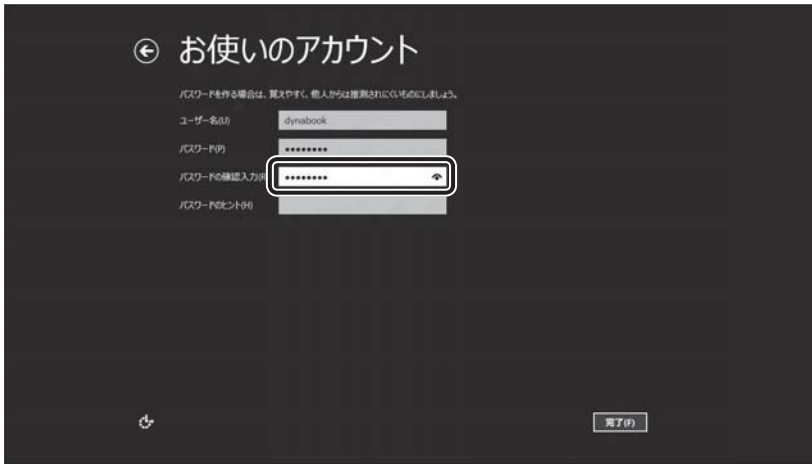 お使いのアカウント
パスワードを作る場合は、覚えやすく、他人からは推測されにくいものにしましょう。
ユーザー名(U) dynabook
パスワード(P) ••••••••
パスワードの確認入力(R ••••••••
パスワードのヒント(H)
完了(F)